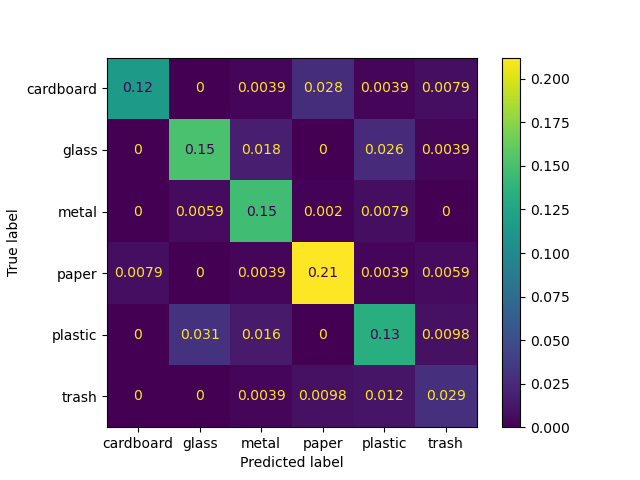 cardboard 0.12 0 0.0039 0.028 0.0039 0.0079
glass 0 0.15 0.018 0 0.026 0.0039
metal 0 0.0059 0.15 0.002 0.0079 0
paper 0.0079 0 0.0039 0.21 0.0039 0.0059
plastic 0 0.031 0.016 0 0.13 0.0098
trash 0 0 0.0039 0.0098 0.012 0.029
cardboard glass metal paper plastic trash
Predicted label
True label
0.200
0.175
0.150
0.125
0.100
0.075
0.050
0.025
0.000